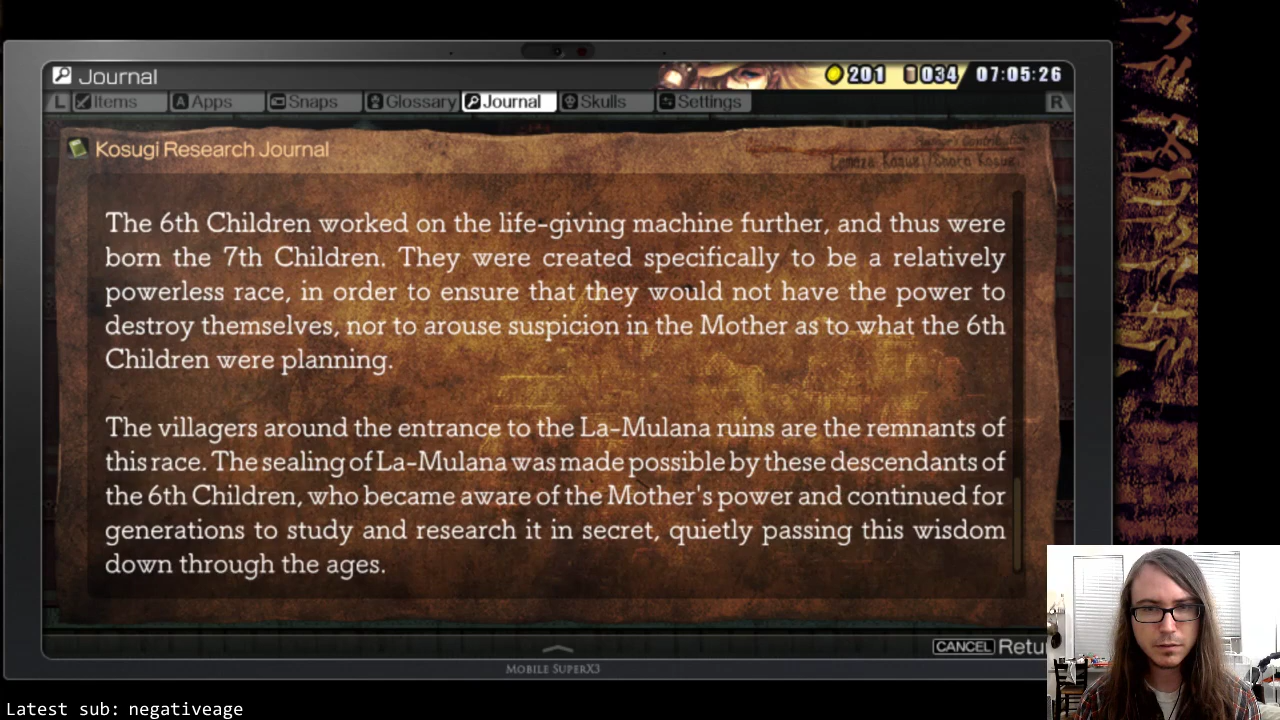 Journal
201 034 07:05:26
L Items Apps Snaps Glossary Journal Skulls Settings R
Kosugi Research Journal
The 6th Children worked on the life-giving machine further, and thus were
born the 7th Children. They were created specifically to be a relatively
powerless race, in order to ensure that they would not have the power to
destroy themselves, nor to arouse suspicion in the Mother as to what the 6th
Children were planning.
The villagers around the entrance to the La-Mulana ruins are the remnants of
this race. The sealing of La-Mulana was made possible by these descendants of
the 6th Children, who became aware of the Mother's power and continued for
generations to study and research it in secret, quietly passing this wisdom
down through the ages.
CANCEL Retu
MOBILE SUPERX3
Latest sub: negativeage